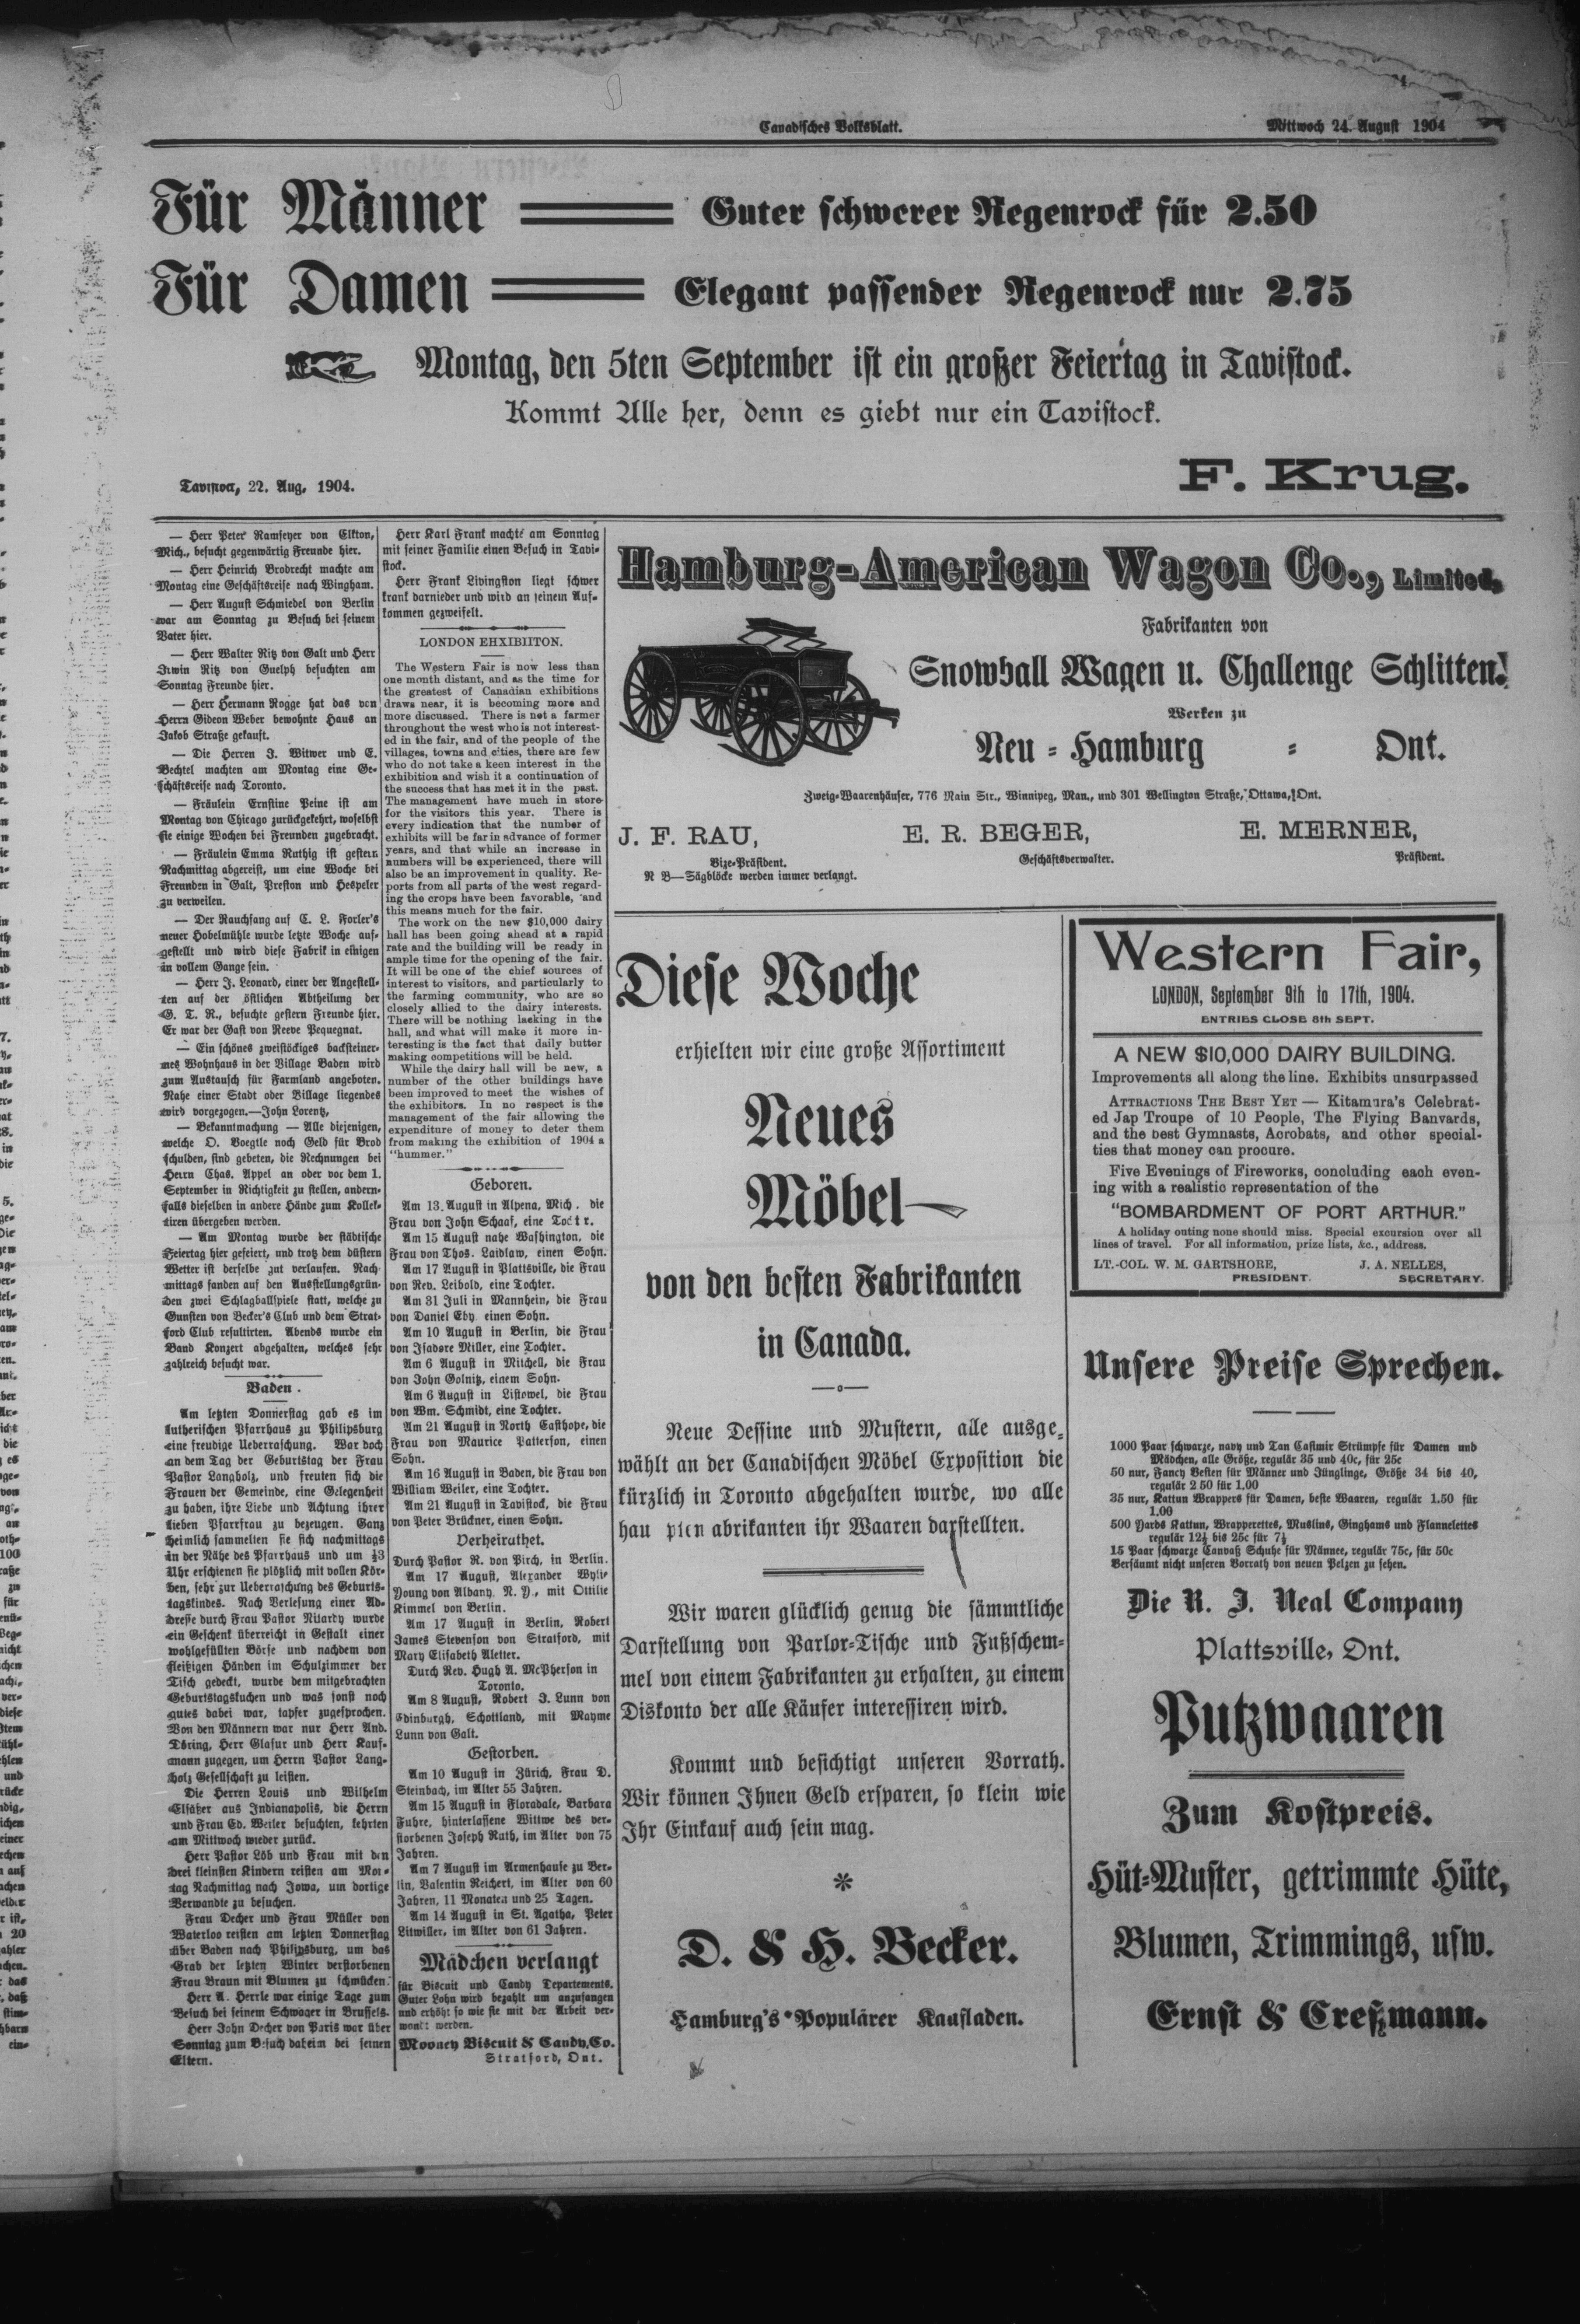 Canadisches Volksblatt.
Mittwoch 24. August 1904
Für Männer
Guter schwerer Regenrock für 2.50
Für Damen
Elegant passender Regenrock nur 2.75
Montag, den 5ten September ist ein großer Feiertag in Tavistock.
Kommt Alle her, denn es giebt nur ein Tavistock.
Tavistock, 22. Aug, 1904.
F. Krug.
— Herr Peter Ramseyer von Elkton,
Mich., besucht gegenwärtig Freunde hier.
— Herr Heinrich Brodrecht machte am
Montag eine Geschäftsreise nach Wingham.
— Herr August Schmiedel von Berlin
war am Sonntag zu Besuch bei seinem
Vater hier.
— Herr Walter Ritz von Galt und Herr
Irwin Ritz von Guelph besuchten am
Sonntag Freunde hier.
— Herr Hermann Rogge hat das von
Herrn Gideon Weber bewohnte Haus an
Jakob Straße gekauft.
— Die Herren J. Witwer und E.
Bechtel machten am Montag eine Ge-
schäftsreise nach Toronto.
— Fräulein Ernstine Peine ist am
Montag von Chicago zurückgekehrt, woselbst
sie einige Wochen bei Freunden zugebracht.
— Fräulein Emma Ruthig ist gestern
Nachmittag abgereist, um eine Woche bei
Freunden in Galt, Preston und Hespeler
zu verweilen.
— Der Rauchfang auf C. L. Forler's
neuer Hobelmühle wurde letzte Woche auf-
gestellt und wird diese Fabrik in einigen
in vollem Gange sein.
— Herr J. Leonard, einer der Angestell-
ten auf der östlichen Abtheilung der
G. T. R., besuchte gestern Freunde hier.
Er war der Gast von Reeve Pequegnat.
— Ein schönes zweistöckiges backsteiner-
nes Wohnhaus in der Village Baden wird
zum Austausch für Farmland angeboten.
Nahe einer Stadt oder Village liegendes
wird vorgezogen.—John Lorentz,
— Bekanntmachung — Alle diejenigen,
welche O. Voegtle noch Geld für Brod
schulden, sind gebeten, die Rechnungen bei
Herrn Chas. Appel an oder vor dem 1.
September in Richtigkeit zu stellen, andern-
falls dieselben in andere Hände zum Kollek-
tiren übergeben werden.
— Am Montag wurde der städtische
Feiertag hier gefeiert, und trotz dem düstern
Wetter ist derselbe gut verlaufen. Nach
mittags fanden auf den Ausstellungsgrün-
den zwei Schlagballspiele statt, welche zu
Gunsten von Becker's Club und dem Strat-
ford Club resultirten. Abends wurde ein
Band Konzert abgehalten, welches sehr
zahlreich besucht war.
Baden.
Am letzten Donnerstag gab es im
lutherischen Pfarrhaus zu Philipsburg
eine freudige Ueberraschung. War doch
an dem Tag der Geburtstag der Frau
Pastor Langholz, und freuten sich die
Frauen der Gemeinde, eine Gelegenheit
zu haben, ihre Liebe und Achtung ihrer
lieben Pfarrfrau zu bezeugen. Ganz
heimlich sammelten sie sich nachmittags
in der Nähe des Pfarrhaus und um ½3
Uhr erschienen sie plötzlich mit vollen Kör-
ben, sehr zur Ueberraschung des Geburts-
tagskindes. Nach Verlesung einer Ad-
dresse durch Frau Pastor Nitardy wurde
ein Geschenk überreicht in Gestalt einer
wohlgefüllten Börse und nachdem von
fleißigen Händen im Schulzimmer der
Tisch gedeckt, wurde dem mitgebrachten
Geburtstagskuchen und was sonst noch
gutes dabei war, tapfer zugesprochen.
Von den Männern war nur Herr And.
Döring, Herr Glasur und Herr Kauf-
mann zugegen, um Herrn Pastor Lang-
holz Gesellschaft zu leisten.
Die Herren Louis und Wilhelm
Elsäßer aus Indianapolis, die Herrn
und Frau Ed. Weiler besuchten, kehrten
am Mittwoch wieder zurück.
Herr Pastor Löb und Frau mit den
drei kleinsten Kindern reisten am Mon-
tag Nachmittag nach Iowa, um dortige
Verwandte zu besuchen.
Frau Decher und Frau Müller von
Waterloo reisten am letzten Donnerstag
über Baden nach Philipsburg, um das
Grab der letzten Winter verstorbenen
Frau Braun mit Blumen zu schmücken.
Herr A. Herrle war einige Tage zum
Besuch bei seinem Schwager in Brussels.
Herr John Decher von Paris war über
Sonntag zum Besuch daheim bei seinen
Eltern.
Herr Karl Frank machte am Sonntag
mit seiner Familie einen Besuch in Tavi-
stock.
Herr Frank Livingston liegt schwer
krank darnieder und wird an seinem Auf-
kommen gezweifelt.
LONDON EHXIBIITON.
The Western Fair is now less than
one month distant, and as the time for
the greatest of Canadian exhibitions
draws near, it is becoming more and
more discussed. There is not a farmer
throughout the west who is not interest-
ed in the fair, and of the people of the
villages, towns and cities, there are few
who do not take a keen interest in the
exhibition and wish it a continuation of
the success that has met it in the past.
The management have much in store
for the visitors this year. There is
every indication that the number of
exhibits will be far in advance of former
years, and that while an increase in
numbers will be experienced, there will
also be an improvement in quality. Re-
ports from all parts of the west regard-
ing the crops have been favorable, and
this means much for the fair.
The work on the new $10,000 dairy
hall has been going ahead at a rapid
rate and the building will be ready in
ample time for the opening of the fair.
It will be one of the chief sources of
interest to visitors, and particularly to
the farming community, who are so
closely allied to the dairy interests.
There will be nothing lacking in the
hall, and what will make it more in-
teresting is the fact that daily butter
making competitions will be held.
While the dairy hall will be new, a
number of the other buildings have
been improved to meet the wishes of
the exhibitors. In no respect is the
management of the fair allowing the
expenditure of money to deter them
from making the exhibition of 1904 a
"hummer."
Geboren.
Am 13. August in Alpena, Mich. die
Frau von John Schaaf, eine Tochter.
Am 15 August nahe Washington, die
Frau von Thos. Laidlaw, einen Sohn.
Am 17 August in Plattsville, die Frau
von Rev. Leibold, eine Tochter.
Am 31 Juli in Mannhein, die Frau
von Daniel Eby, einen Sohn.
Am 10 August in Berlin, die Frau
von Isadore Miller, eine Tochter.
Am 6 August in Mitchell, die Frau
von John Golnitz, einem Sohn.
Am 6 August in Listowel, die Frau
von Wm. Schmidt, eine Tochter.
Am 21 August in North Easthope, die
Frau von Maurice Patterson, einen
Sohn.
Am 16 August in Baden, die Frau von
William Weiler, eine Tochter.
Am 21 August in Tavistock, die Frau
von Peter Brückner, einen Sohn.
Verheirathet.
Durch Pastor R. von Pirch, in Berlin.
Am 17 August, Alexander Wyli-
Young von Albany, N. Y., mit Ottilie
Kimmel von Berlin.
Am 17 August in Berlin, Robert
James Stevenson von Stratford, mit
Mary Elisabeth Aletter.
Durch Rev. Hugh A. McPherson in
Toronto.
Am 8 August, Robert J. Lunn von
Edinburgh, Schottland, mit Mayme
Lunn von Galt.
Gestorben.
Am 10 August in Zürich, Frau D.
Steinbach, im Alter 55 Jahren.
Am 15 August in Floradale, Barbara
Fuhre, hinterlassene Wittwe des ver-
storbenen Joseph Rath, im Alter von 75
Jahren.
Am 7 August im Armenhause zu Ber-
lin, Valentin Reichert, im Alter von 60
Jahren, 11 Monaten und 25 Tagen.
Am 14 August in St. Agatha, Peter
Litwiller, im Alter von 61 Jahren.
Mädchen verlangt
für Biscuit und Candy Departements.
Guter Lohn wird bezahlt um anzufangen
und erhöht so wie sie mit der Arbeit ver-
wont: werden.
Mooney Biscuit & Candy Co.
Stratford, Ont.
Hamburg-American Wagon Co., Limited,
Fabrikanten von
Snowball Wagen u. Challenge Schlitten.
Werken zu
Neu-Hamburg - Ont.
Zweig-Waarenhäuser, 776 Main Str., Winnipeg, Man., und 301 Wellington Straße, Ottawa, Ont.
J. F. RAU,
E. R. BEGER,
E. MERNER,
Vize-Präsident.
Geschäftsverwalter.
Präsident.
N B—Sägblöcke werden immer verlangt.
Diese Woche
erhielten wir eine große Assortiment
Neues
Möbel
von den besten Fabrikanten
in Canada.
Neue Dessine und Mustern, alle ausge-
wählt an der Canadischen Möbel Exposition die
kürzlich in Toronto abgehalten wurde, wo alle
hau abrikanten ihr Waaren darstellten.
Wir waren glücklich genug die sämmtliche
Darstellung von Parlor-Tische und Fußschem-
mel von einem Fabrikanten zu erhalten, zu einem
Diskonto der alle Käufer interessiren wird.
Kommt und besichtigt unseren Vorrath.
Wir können Ihnen Geld ersparen, so klein wie
Ihr Einkauf auch sein mag.
D. & H. Becker.
Hamburg's Populärer Kaufladen.
Western Fair,
LONDON, September 9th to 17th, 1904.
ENTRIES CLOSE 8th SEPT.
A NEW $10,000 DAIRY BUILDING.
Improvements all along the line. Exhibits unsurpassed
ATTRACTIONS THE BEST YET — Kitamura's Celebrat-
ed Jap Troupe of 10 People, The Flying Banvards,
and the best Gymnasts, Acrobats, and other special-
ties that money can procure.
Five Evenings of Fireworks, concluding each even-
ing with a realistic representation of the
"BOMBARDMENT OF PORT ARTHUR."
A holiday outing none should miss. Special excursion over all
lines of travel. For all information, prize lists, &c., address.
LT.-COL. W. M. GARTSHORE,
J. A. NELLES,
PRESIDENT.
SECRETARY.
Unsere Preise Sprechen.
1000 Paar schwarze, navy und Tan Casimir Strümpfe für Damen und
Mädchen, alle Größe, regulär 35 und 40c, für 25c
50 nur, Fancy Vesten für Männer und Jünglinge, Größe 34 bis 40,
regulär 2 50 für 1.00
35 nur, Kattun Wrappers für Damen, beste Waaren, regulär 1.50 für
1.00
500 Yards Kattun, Wrapperettes, Muslins, Ginghams und Flannelettes
regulär 12½ bis 25c für 7½
15 Paar schwarze Canvaß Schuhe für Männer, regulär 75c, für 50c
Versäumt nicht unseren Vorrath von neuen Pelzen zu sehen.
Die R. J. Neal Company
Plattsville, Ont.
Putzwaaren
Zum Kostpreis.
Hüt-Muster, getrimmte Hüte,
Blumen, Trimmings, usw.
Ernst & Creßmann.